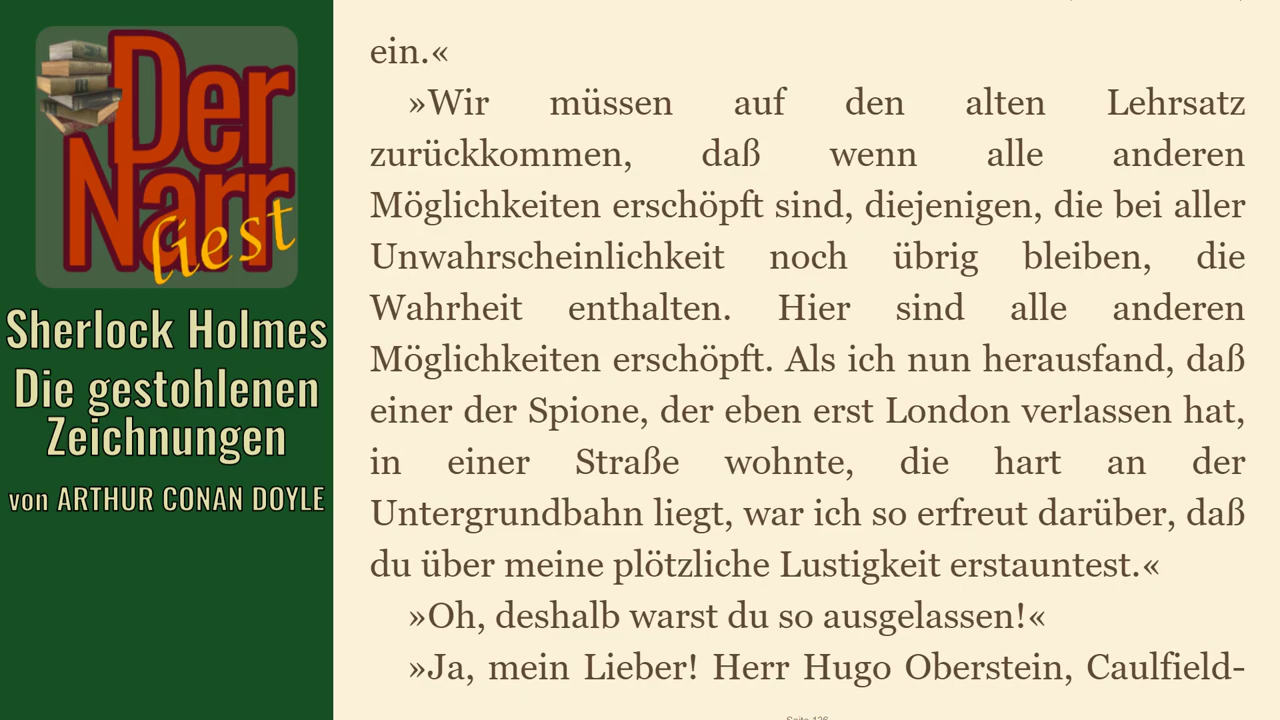 Der
Narr
liest
Sherlock Holmes
Die gestohlenen
Zeichnungen
von ARTHUR CONAN DOYLE
ein.«
»Wir müssen auf den alten Lehrsatz
zurückkommen, daß wenn alle anderen
Möglichkeiten erschöpft sind, diejenigen, die bei aller
Unwahrscheinlichkeit noch übrig bleiben, die
Wahrheit enthalten. Hier sind alle anderen
Möglichkeiten erschöpft. Als ich nun herausfand, daß
einer der Spione, der eben erst London verlassen hat,
in einer Straße wohnte, die hart an der
Untergrundbahn liegt, war ich so erfreut darüber, daß
du über meine plötzliche Lustigkeit erstauntest.«
»Oh, deshalb warst du so ausgelassen!«
»Ja, mein Lieber! Herr Hugo Oberstein, Caulfield-